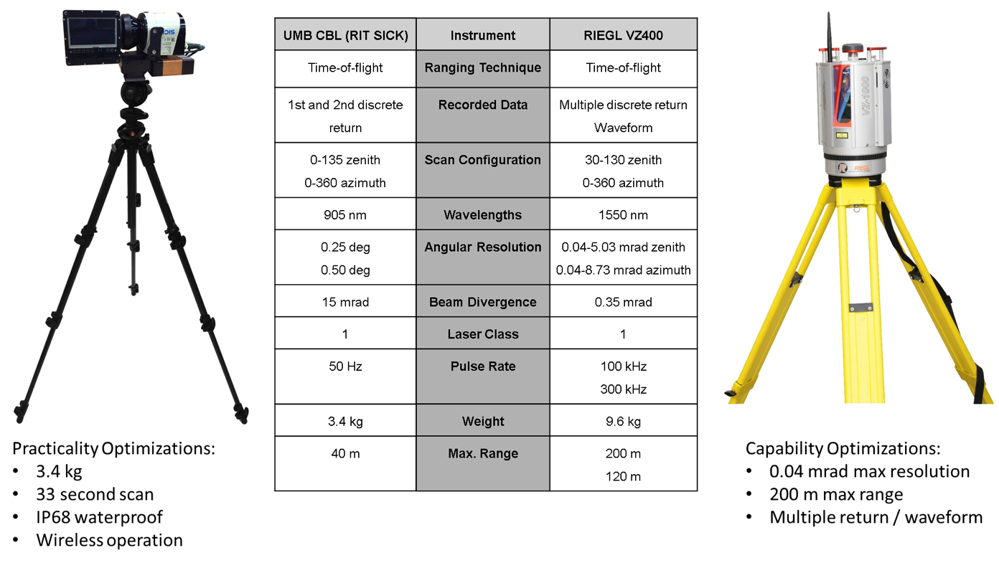 SICK
UMB CBL (RIT SICK) Instrument RIEGL VZ400
Time-of-flight Ranging Technique Time-of-flight
1st and 2nd discrete Recorded Data Multiple discrete return
return Waveform
0-135 zenith Scan Configuration 30-130 zenith
0-360 azimuth 0-360 azimuth
905 nm Wavelengths 1550 nm
0.25 deg Angular Resolution 0.04-5.03 mrad zenith
0.50 deg 0.04-8.73 mrad azimuth
15 mrad Beam Divergence 0.35 mrad
1 Laser Class 1
50 Hz Pulse Rate 100 kHz
300 kHz
3.4 kg Weight 9.6 kg
40 m Max. Range 200 m
120 m
VZ-1000
RIEGL
Practicality Optimizations:
• 3.4 kg
• 33 second scan
• IP68 waterproof
• Wireless operation
Capability Optimizations:
• 0.04 mrad max resolution
• 200 m max range
• Multiple return / waveform